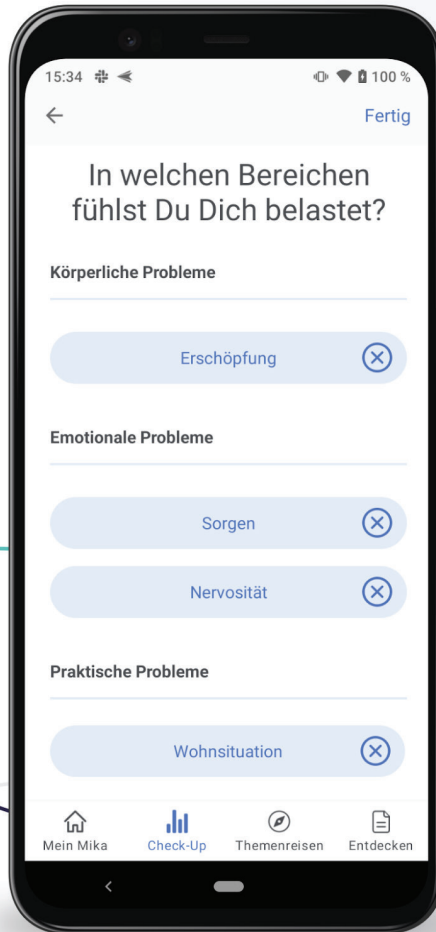 15:34
100 %
Fertig
In welchen Bereichen
fühlst Du Dich belastet?
Körperliche Probleme
Erschöpfung
Emotionale Probleme
Sorgen
Nervosität
Praktische Probleme
Wohnsituation
Mein Mika
Check-Up
Themenreisen
Entdecken